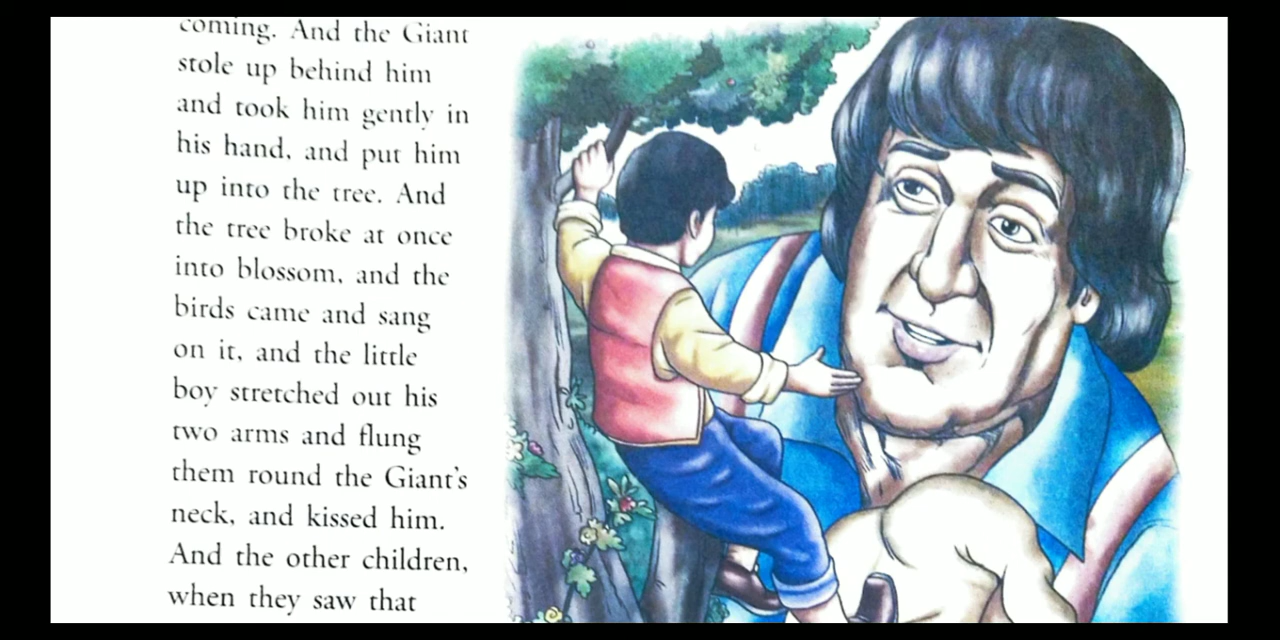 coming. And the Giant
stole up behind him
and took him gently in
his hand, and put him
up into the tree. And
the tree broke at once
into blossom, and the
birds came and sang
on it, and the little
boy stretched out his
two arms and flung
them round the Giant's
neck, and kissed him.
And the other children,
when they saw that